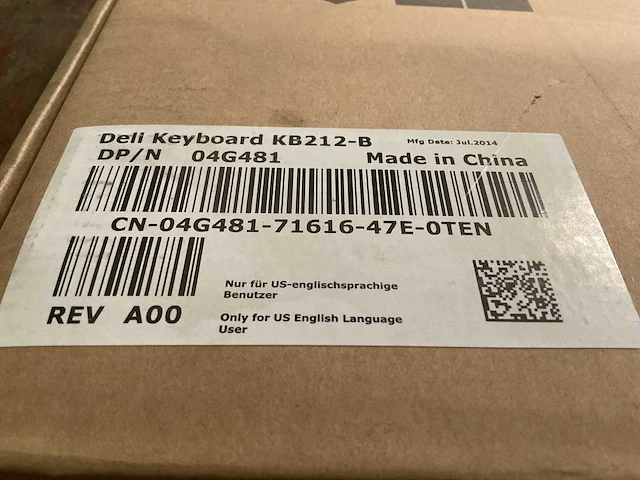 Deli Keyboard KB212-B
Mfg Date: Jul.2014
DP/N 04G481
Made in China
CN-04G481-71616-47E-0TEN
REV A00
Nur für US-englischsprachige
Benutzer
Only for US English Language
User